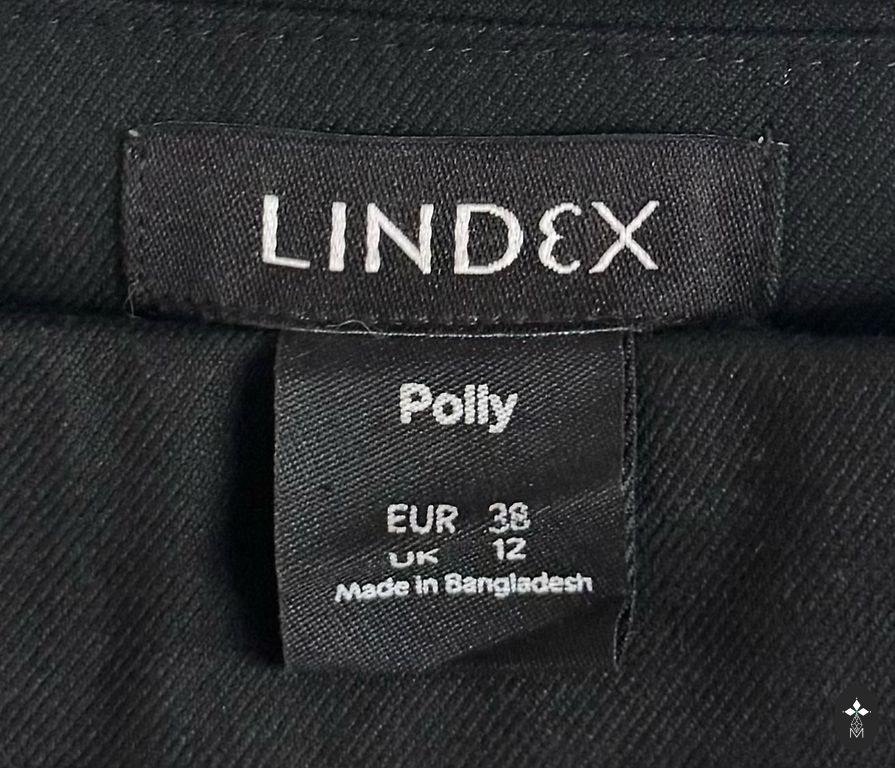 LINDEX
Polly
EUR 38
UK 12
Made in Bangladesh
M